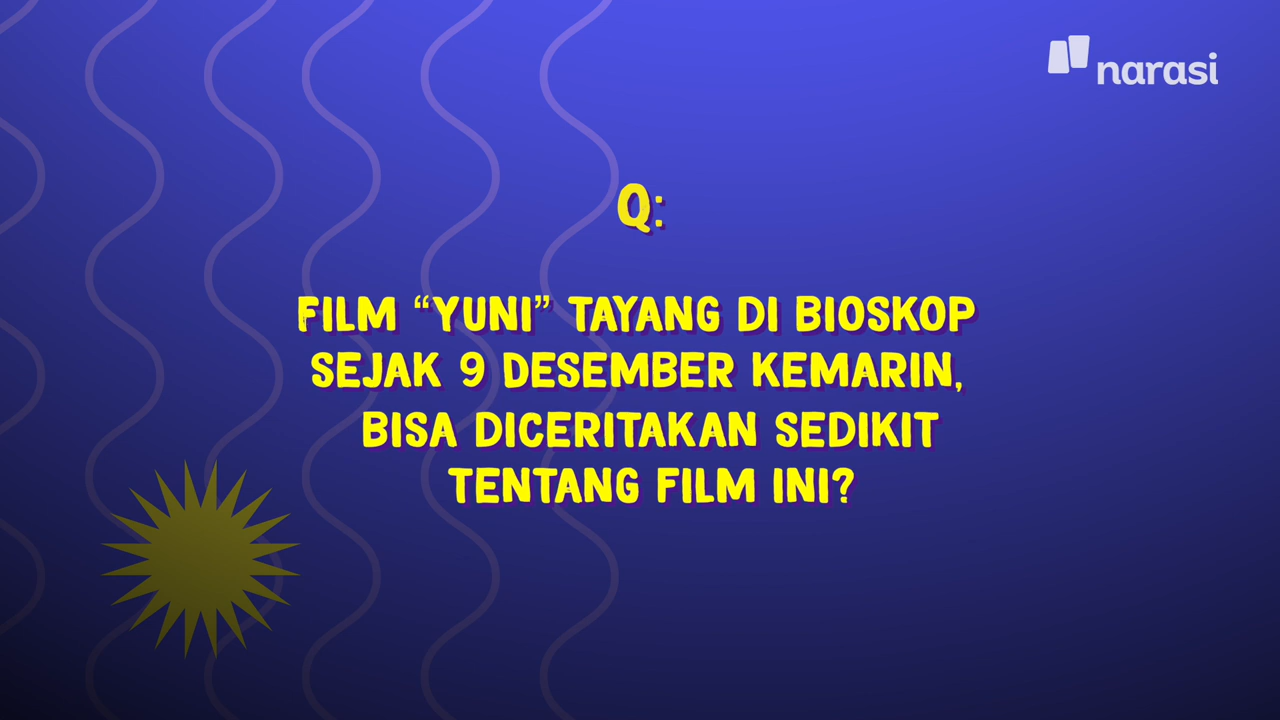 narasi
Q:
FILM “YUNI” TAYANG DI BIOSKOP
SEJAK 9 DESEMBER KEMARIN,
BISA DICERITAKAN SEDIKIT
TENTANG FILM INI?